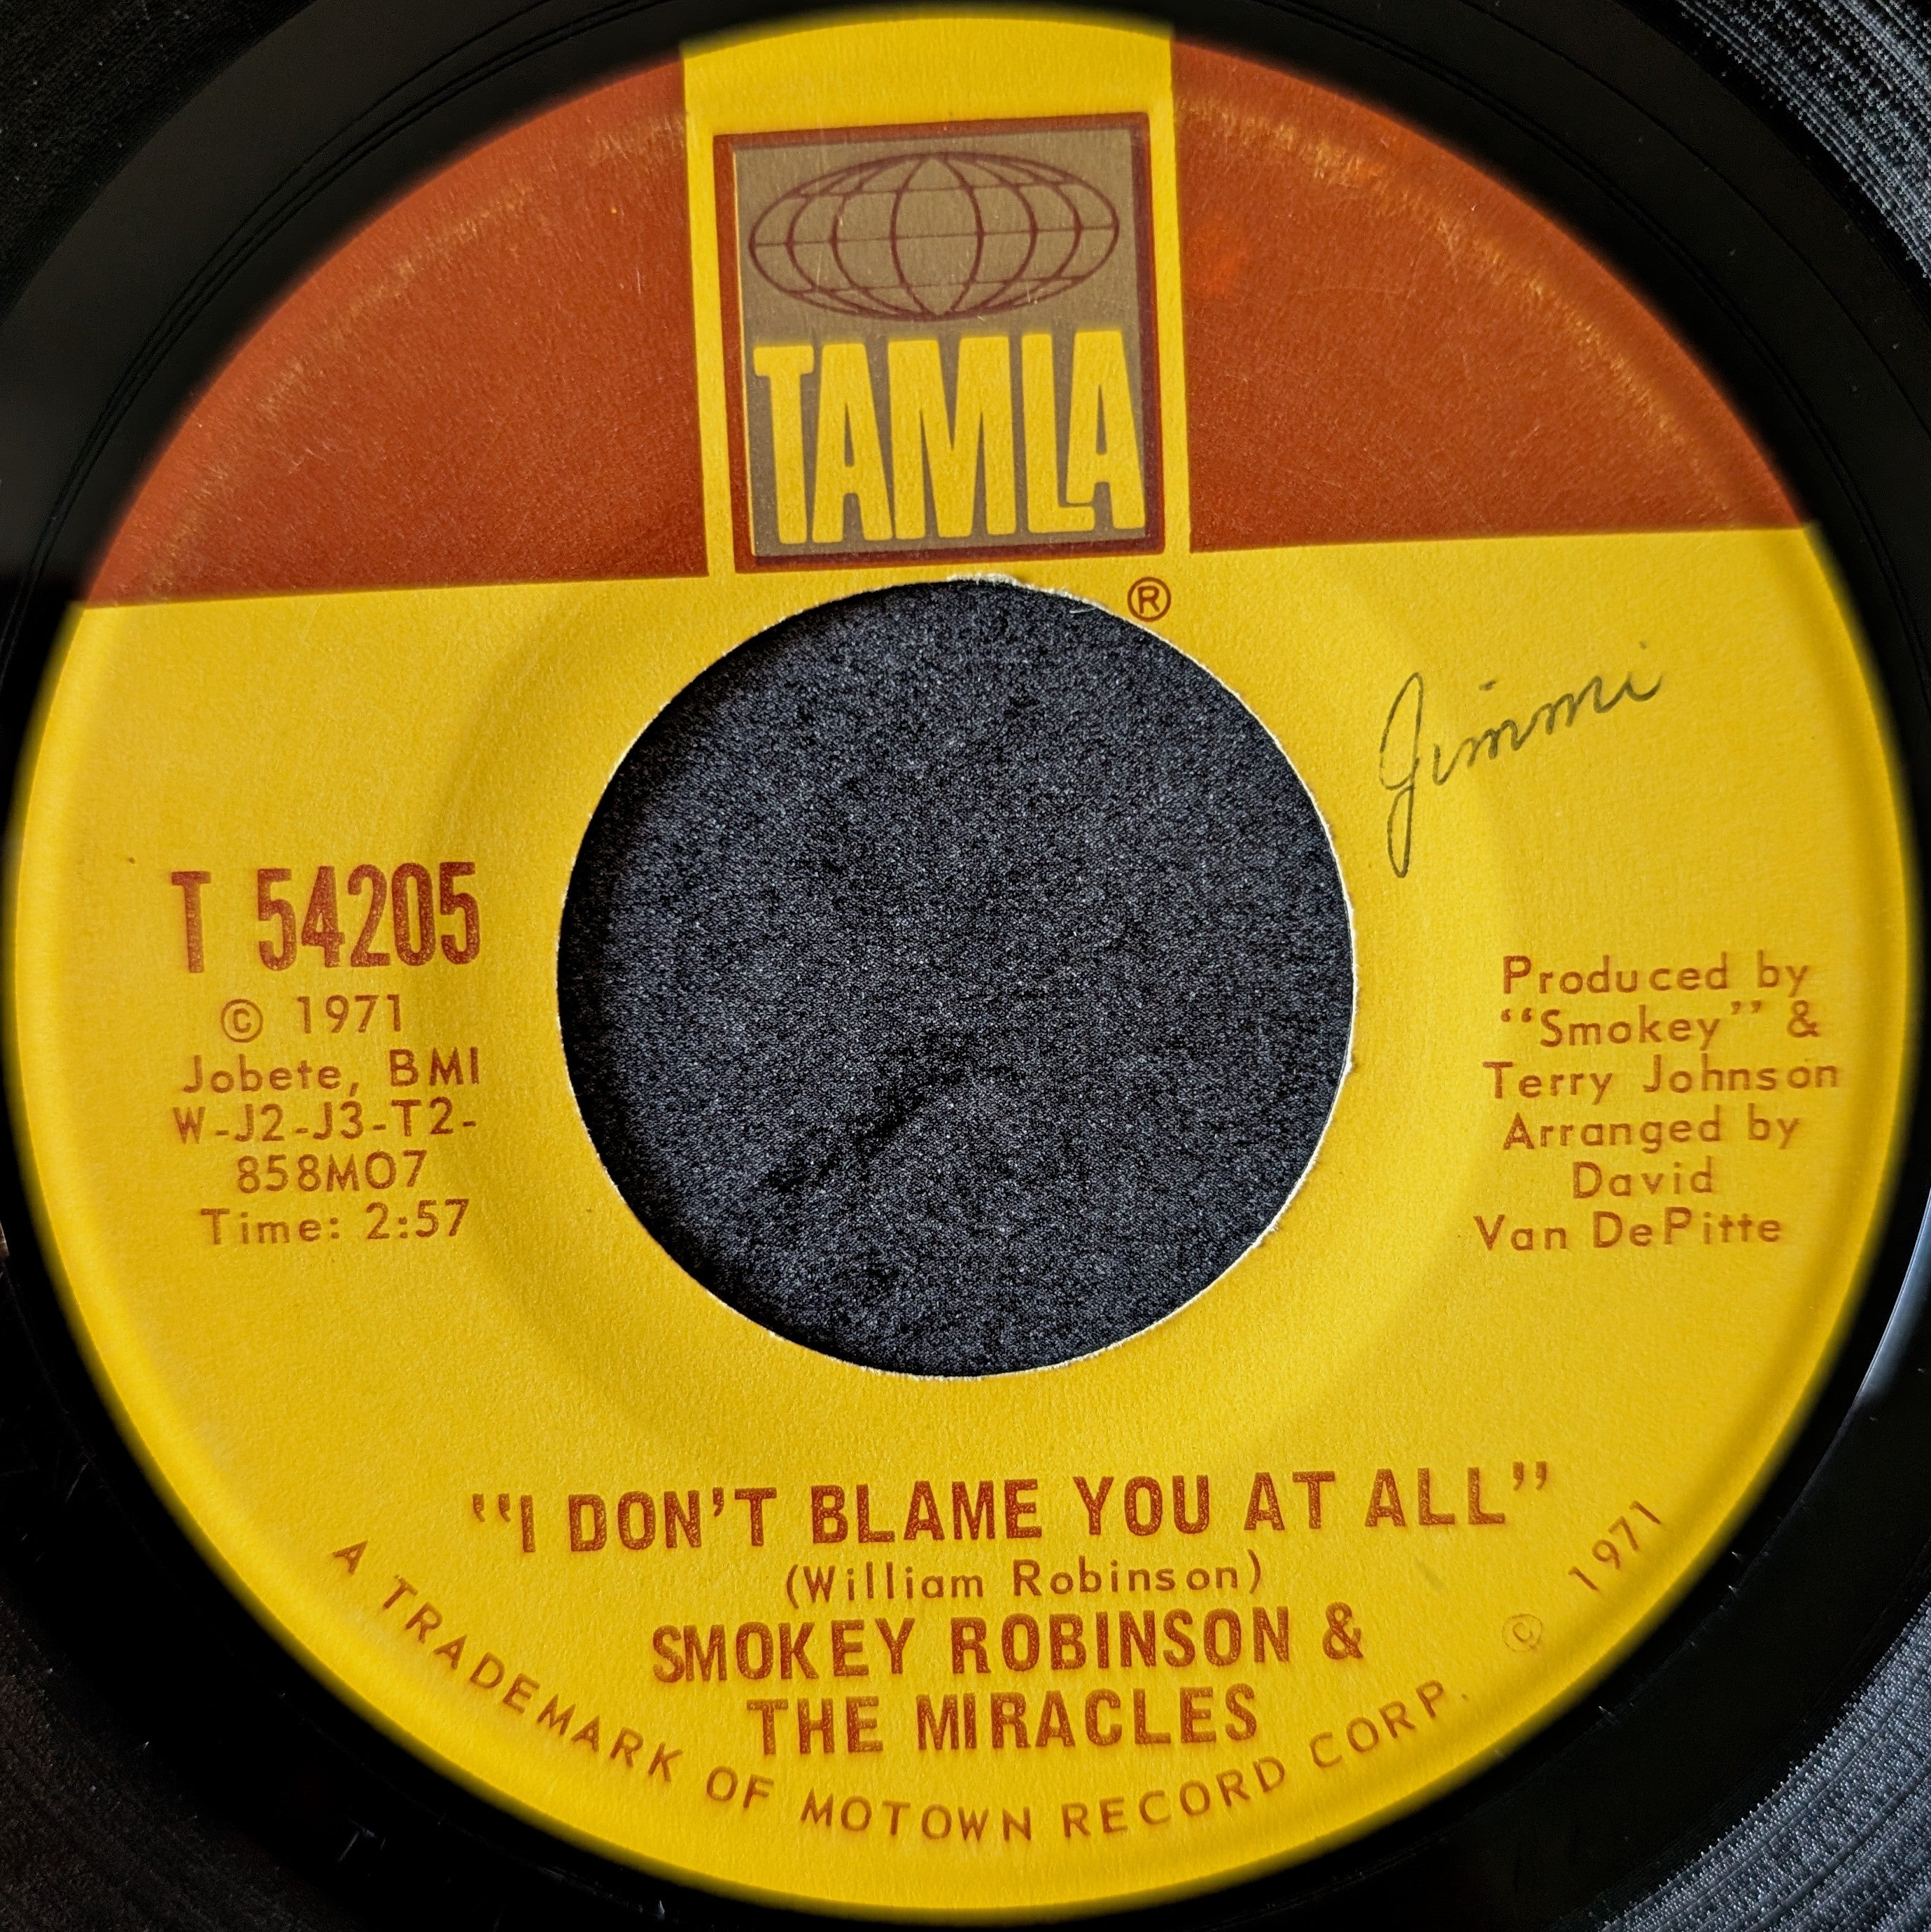 TAMLA
®
Jimmi
T 54205
© 1971
Jobete, BMI
W-J2-J3-T2-
858MO7
Time: 2:57
Produced by
“Smokey” &
Terry Johnson
Arranged by
David
Van DePitte
“I DON'T BLAME YOU AT ALL”
(William Robinson)
SMOKEY ROBINSON &
THE MIRACLES
A TRADEMARK OF MOTOWN RECORD CORP. © 1971